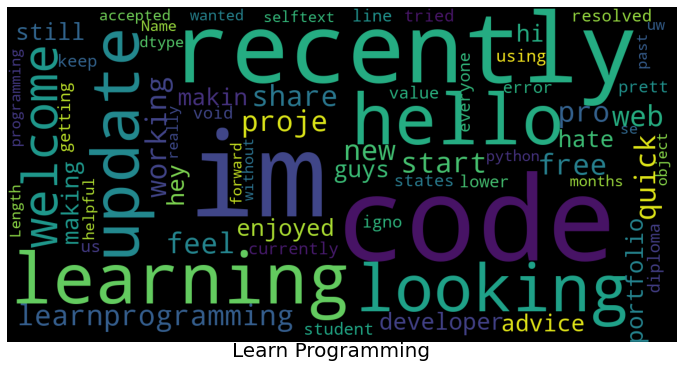 still
accepted
wanted
selftext
line
tried
hi
resolved
uw
Name
dtype
keep
programming
getting
welcome
update
recently
hello
past
prett
using
error
everyone
value
makin
share
void
really
working
proje
pro
web
hate
se
object
new
start
python
free
guys
states
lower
months
quick
hey
forward
without
im
code
Length
helpful
making
us
feel
enjoyed
currently
igno
learning
looking
portfolio
diploma
learnprogramming
student
developer
advice
Learn Programming